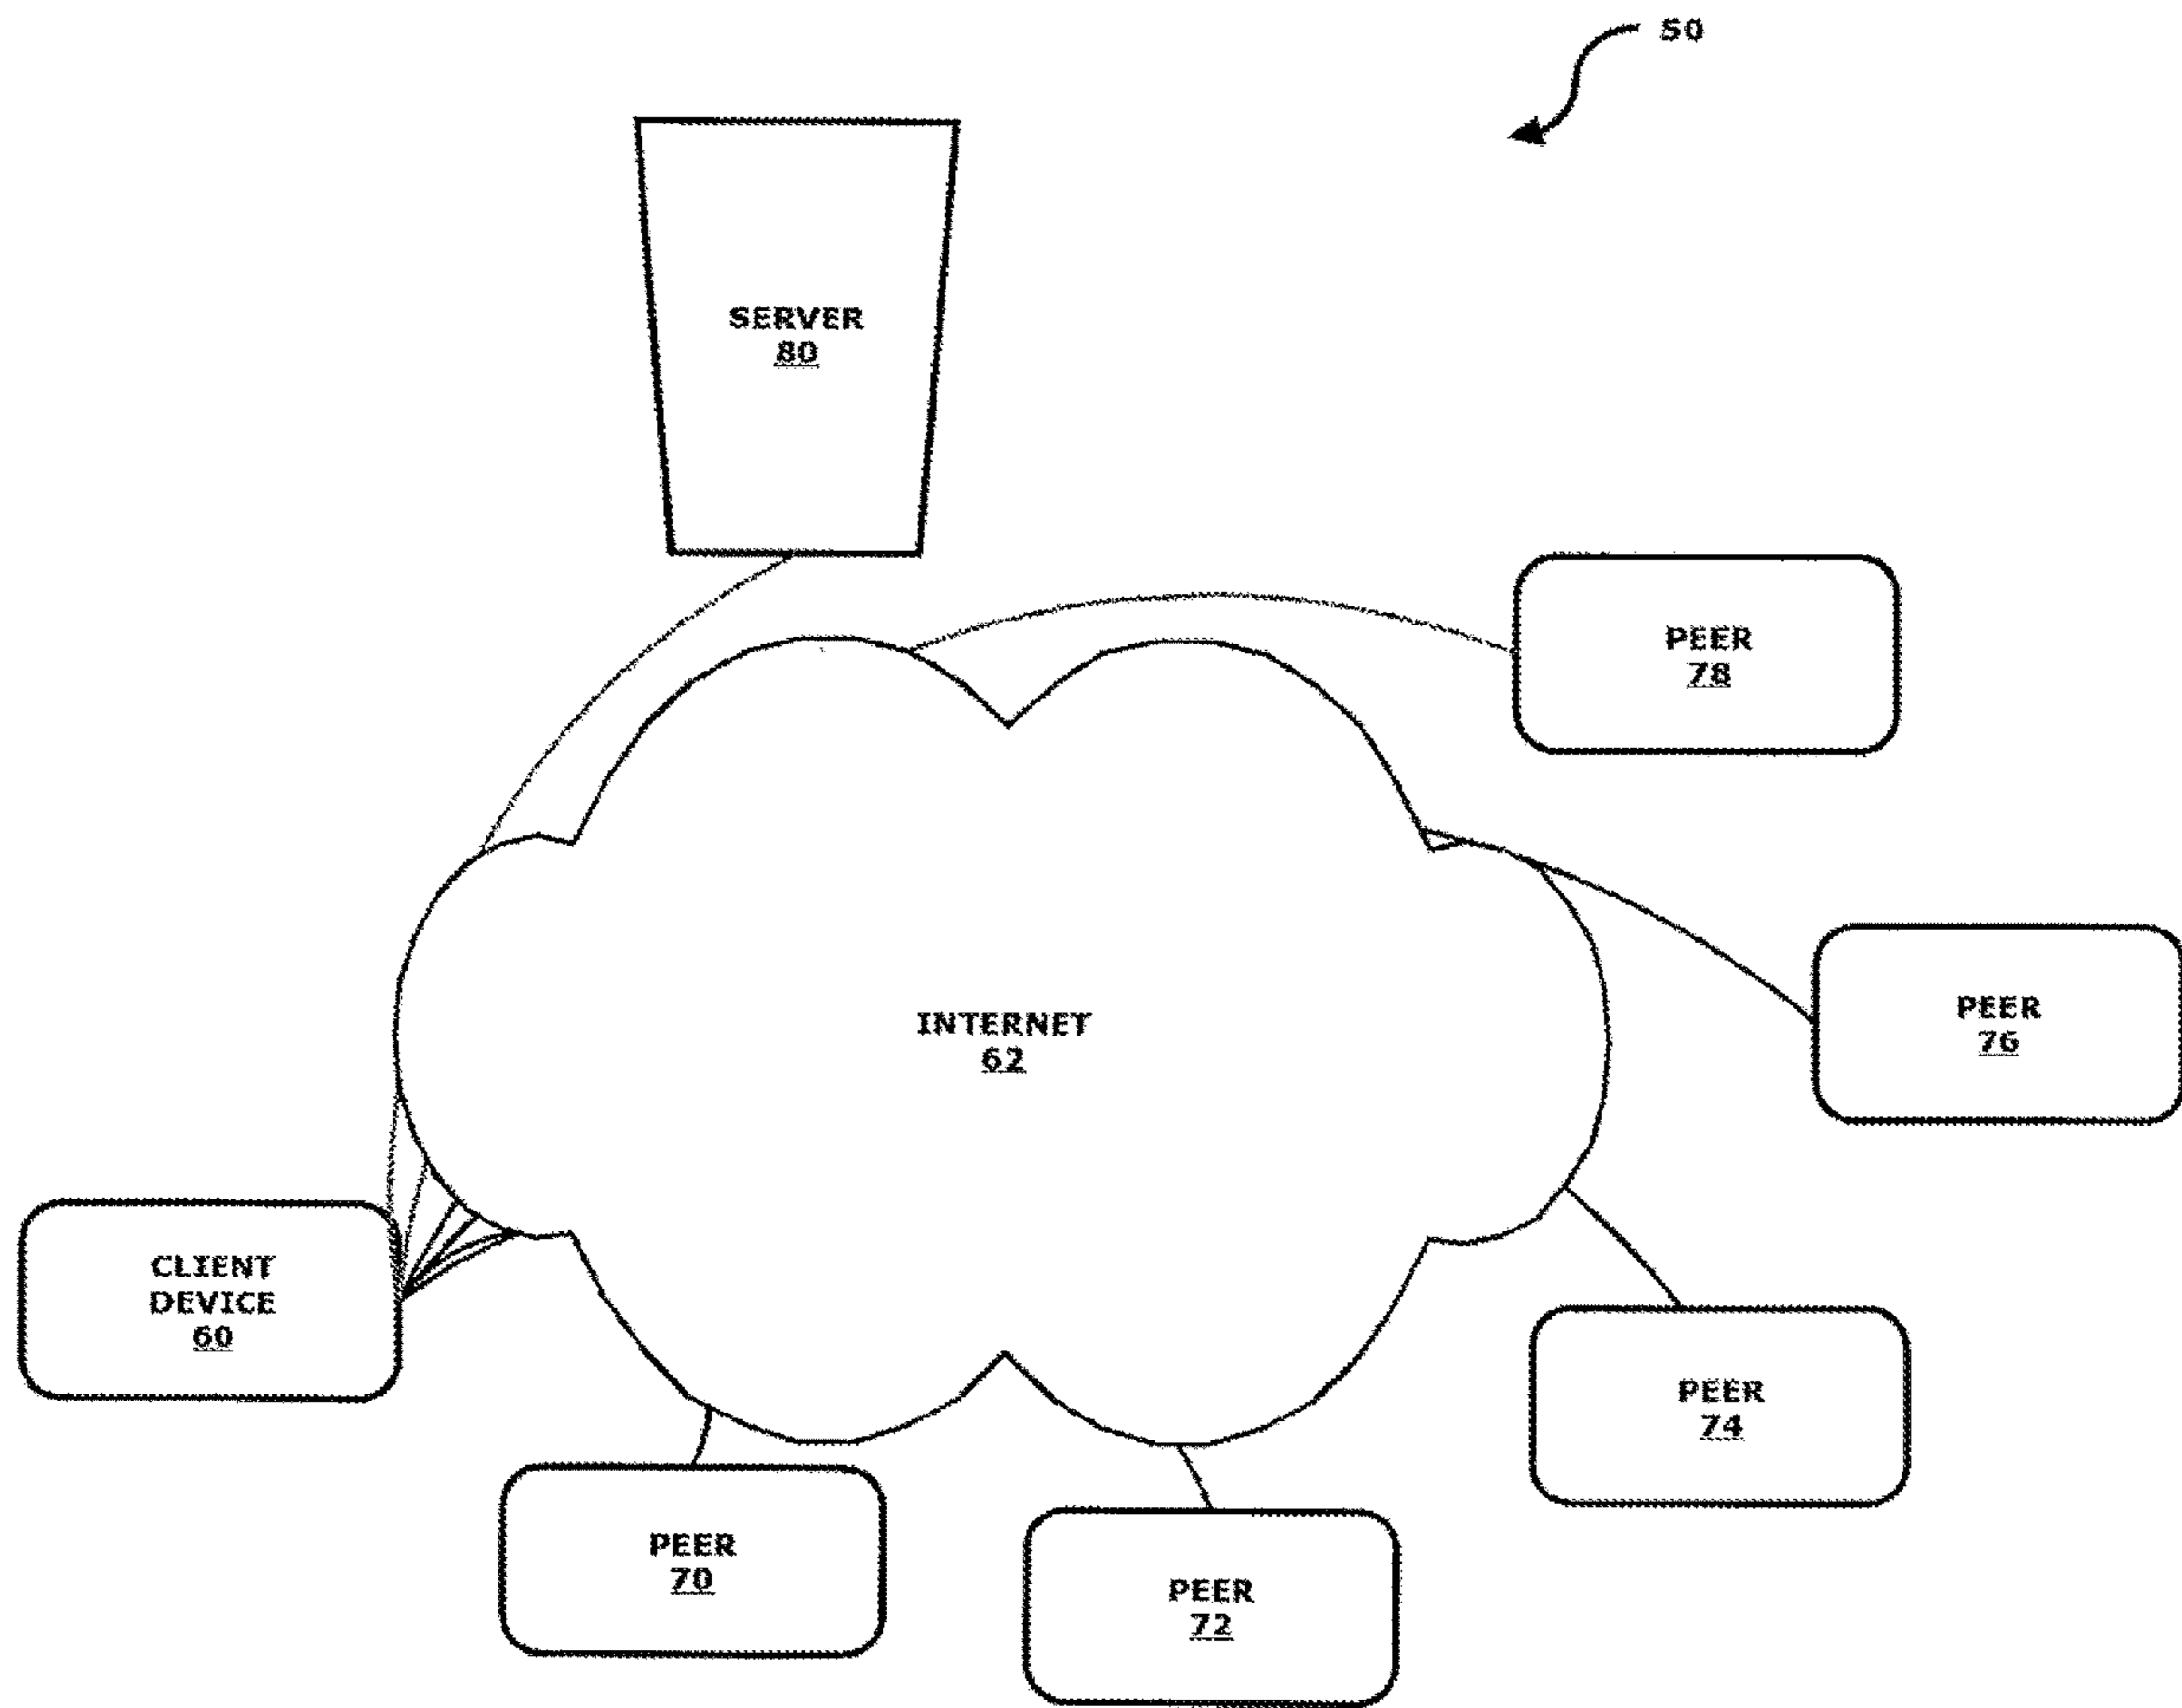 50
SERVER
80
PEER
78
INTERNET
62
PEER
76
CLIENT
DEVICE
60
PEER
74
PEER
70
PEER
72